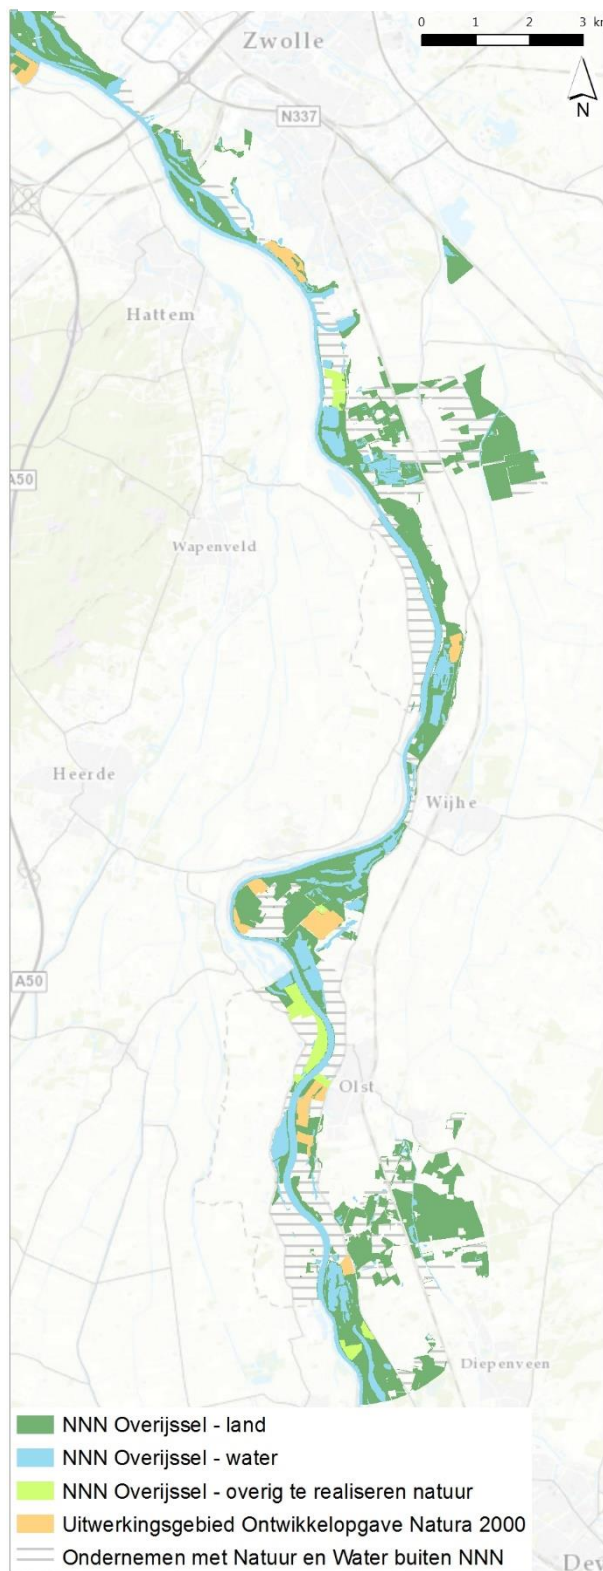 0 1 2 3 km
Zwolle
N
N337
Hattem
A50
Wapenveld
Heerde
Wijhe
A50
Olst
Diepenveen
NNN Overijssel - land
NNN Overijssel - water
NNN Overijssel - overig te realiseren natuur
Uitwerkingsgebied Ontwikkelopgave Natura 2000
Ondernemen met Natuur en Water buiten NNN
Dev